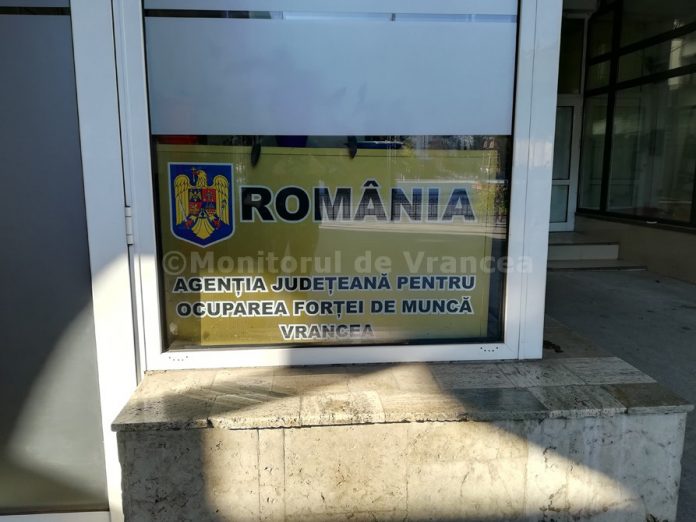 ROMÂNIA
©Monitorul de Vrancea
AGENȚIA JUDEȚEANĂ PENTRU
OCUPAREA FORȚEI DE MUNCĂ
VRANCEA